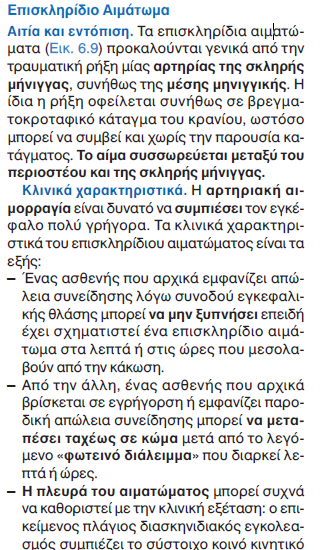 Επισκληρίδιο Αιμάτωμα
Αιτία και εντόπιση. Τα επισκληρίδια αιματώ-
ματα (Εικ. 6.9) προκαλούνται γενικά από την
τραυματική ρήξη μίας αρτηρίας της σκληρής
μήνιγγας, συνήθως της μέσης μηνιγγικής. Η
ίδια η ρήξη οφείλεται συνήθως σε βρεγμα-
τοκροταφικό κάταγμα του κρανίου, ωστόσο
μπορεί να συμβεί και χωρίς την παρουσία κα-
τάγματος. Το αίμα συσσωρεύεται μεταξύ του
περιοστέου και της σκληρής μήνιγγας.
Κλινικά χαρακτηριστικά. Η αρτηριακή αι-
μορραγία είναι δυνατό να συμπιέσει τον εγκέ-
φαλο πολύ γρήγορα. Τα κλινικά χαρακτηρι-
στικά του επισκληρίδιου αιματώματος είναι τα
εξής:
– Ένας ασθενής που αρχικά εμφανίζει απώ-
λεια συνείδησης λόγω συνοδού εγκεφαλι-
κής θλάσης μπορεί να μην ξυπνήσει επειδή
έχει σχηματιστεί ένα επισκληρίδιο αιμά-
τωμα στα λεπτά ή στις ώρες που μεσολα-
βούν από την κάκωση.
– Από την άλλη, ένας ασθενής που αρχικά
βρίσκεται σε εγρήγορση ή εμφανίζει παρο-
δική απώλεια συνείδησης μπορεί να μετα-
πέσει ταχέως σε κώμα μετά από το λεγό-
μενο «φωτεινό διάλειμμα» που διαρκεί λε-
πτά ή ώρες.
– Η πλευρά του αιματώματος μπορεί συχνά
να καθοριστεί με την κλινική εξέταση: ο επι-
κείμενος πλάγιος διασκηνιδιακός εγκολεα-
σμός συμπιέζει το σύστοιχο κοινό κινητικό